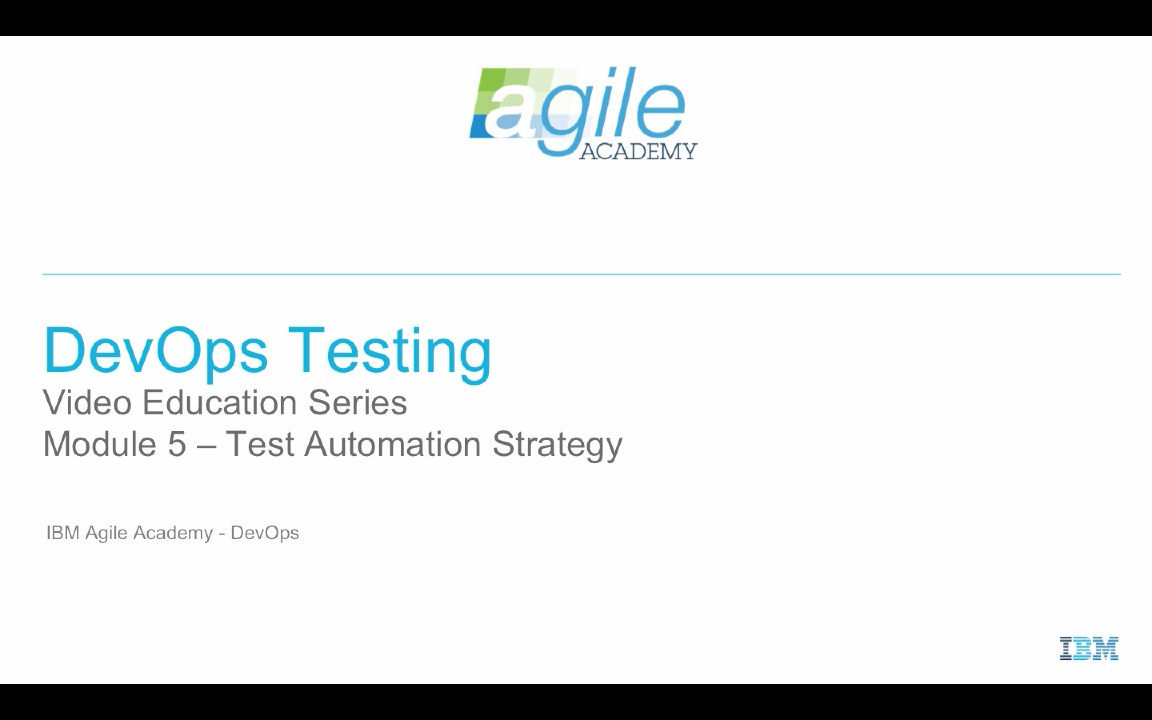 agile
ACADEMY
DevOps Testing
Video Education Series
Module 5 – Test Automation Strategy
IBM Agile Academy - DevOps
IBM